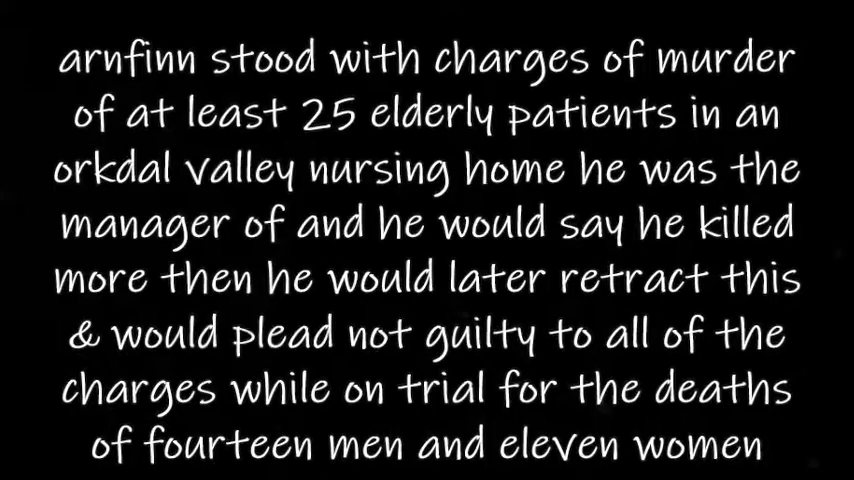 arnfinn stood with charges of murder
of at least 25 elderly patients in an
orkdal valley nursing home he was the
manager of and he would say he killed
more then he would later retract this
& would plead not guilty to all of the
charges while on trial for the deaths
of fourteen men and eleven women